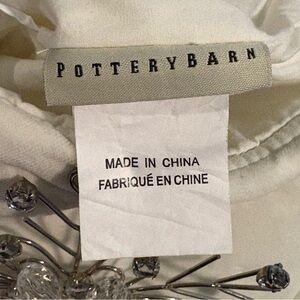 POTTERYBARN
MADE IN CHINA
FABRIQUÉ EN CHINE